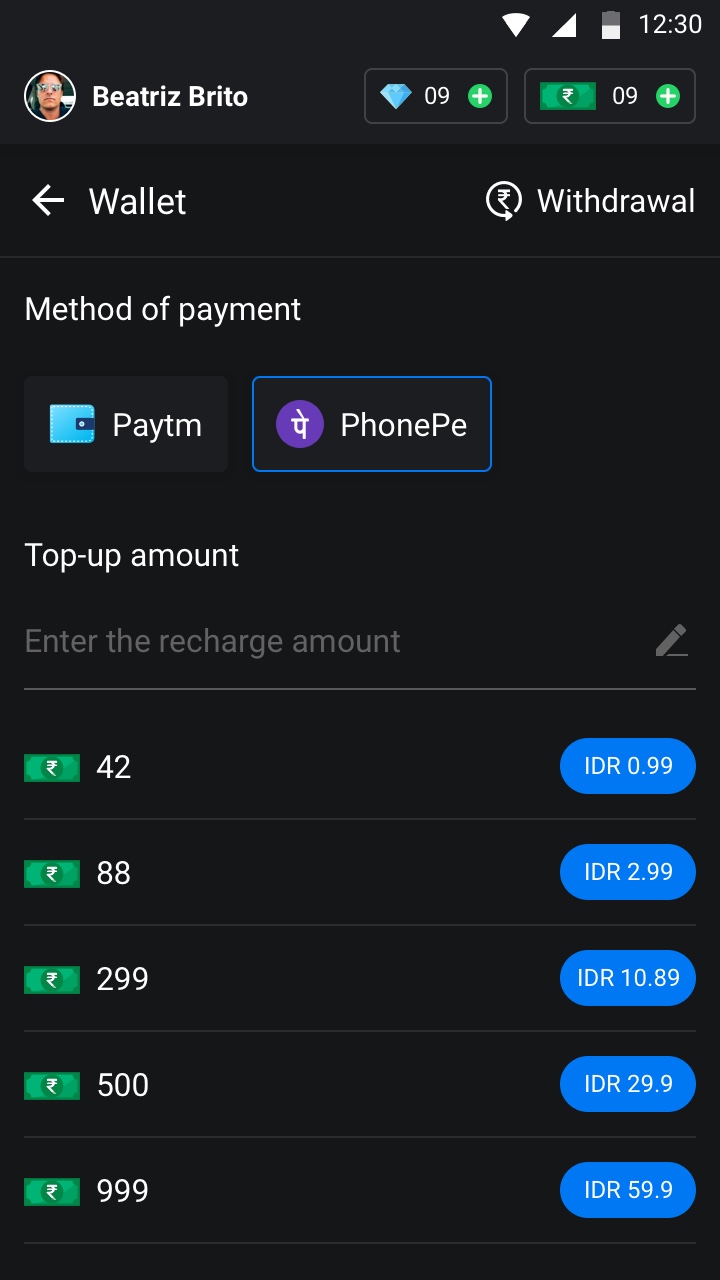 12:30
Beatriz Brito 09 ₹ 09
Wallet ₹ Withdrawal
Method of payment
Paytm पे PhonePe
Top-up amount
Enter the recharge amount
₹ 42 IDR 0.99
₹ 88 IDR 2.99
₹ 299 IDR 10.89
₹ 500 IDR 29.9
₹ 999 IDR 59.9